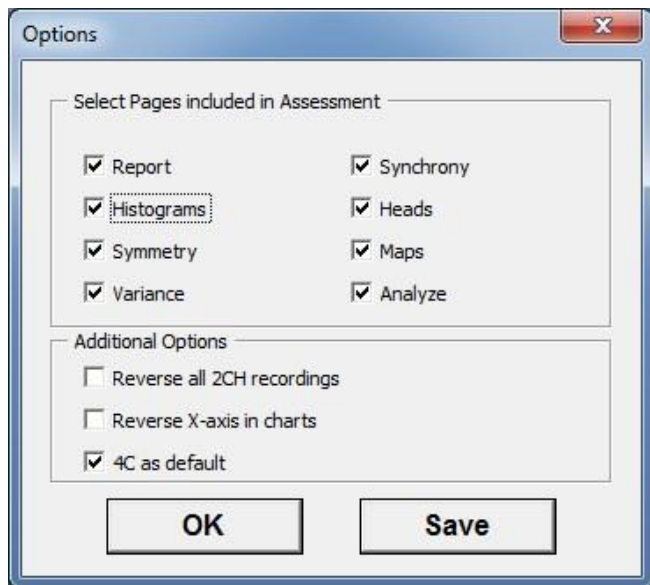 Options
Select Pages included in Assessment
Report
Synchrony
Histograms
Heads
Symmetry
Maps
Variance
Analyze
Additional Options
Reverse all 2CH recordings
Reverse X-axis in charts
4C as default
OK
Save